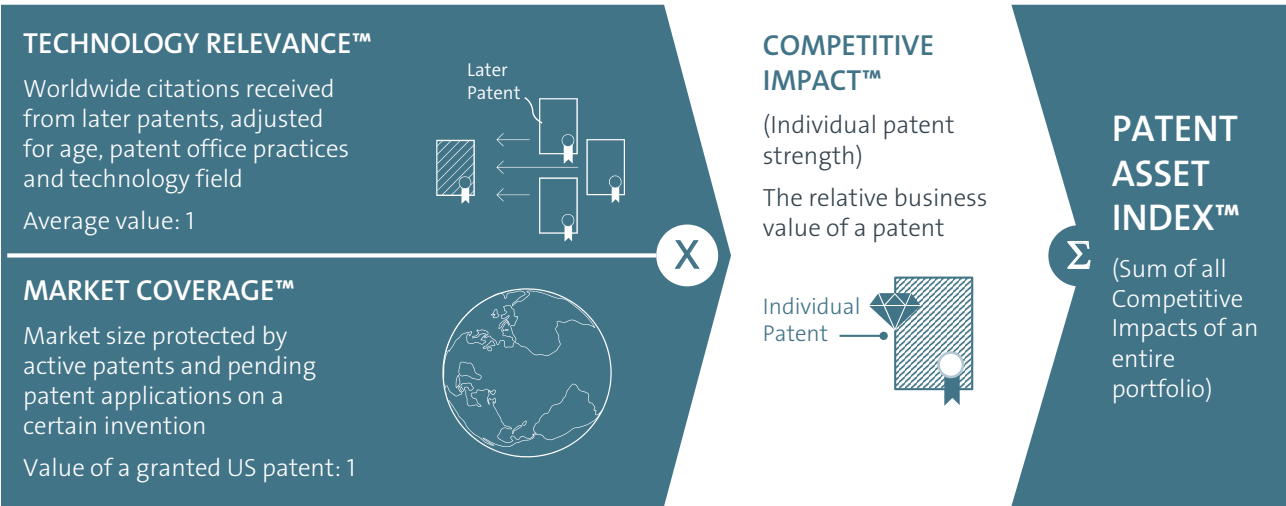 TECHNOLOGY RELEVANCE™
Worldwide citations received
from later patents, adjusted
for age, patent office practices
and technology field
Average value: 1
Later
Patent
MARKET COVERAGE™
Market size protected by
active patents and pending
patent applications on a
certain invention
Value of a granted US patent: 1
X
COMPETITIVE
IMPACT™
(Individual patent
strength)
The relative business
value of a patent
Individual
Patent
Σ
PATENT
ASSET
INDEX™
(Sum of all
Competitive
Impacts of an
entire
portfolio)